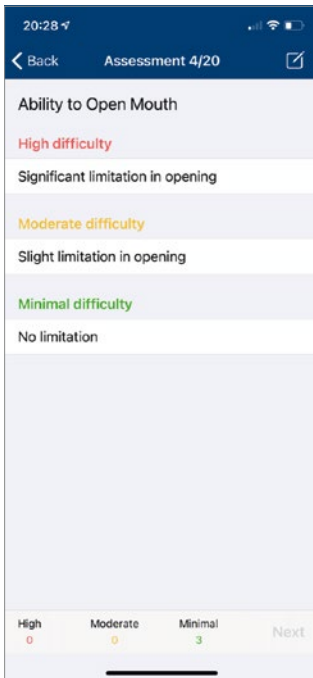 20:28
Back Assessment 4/20
Ability to Open Mouth
High difficulty
Significant limitation in opening
Moderate difficulty
Slight limitation in opening
Minimal difficulty
No limitation
High Moderate Minimal
0 0 3 Next